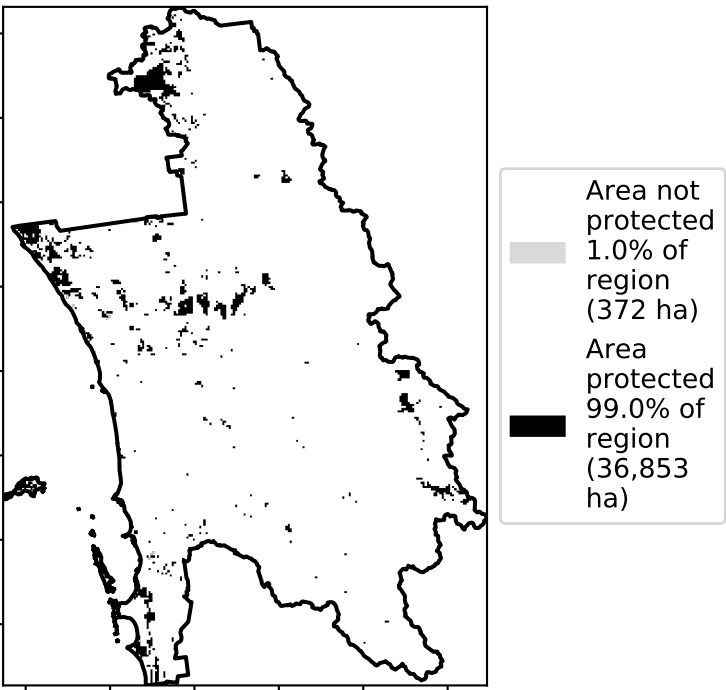 Area not
protected
1.0% of
region
(372 ha)
Area
protected
99.0% of
region
(36,853
ha)